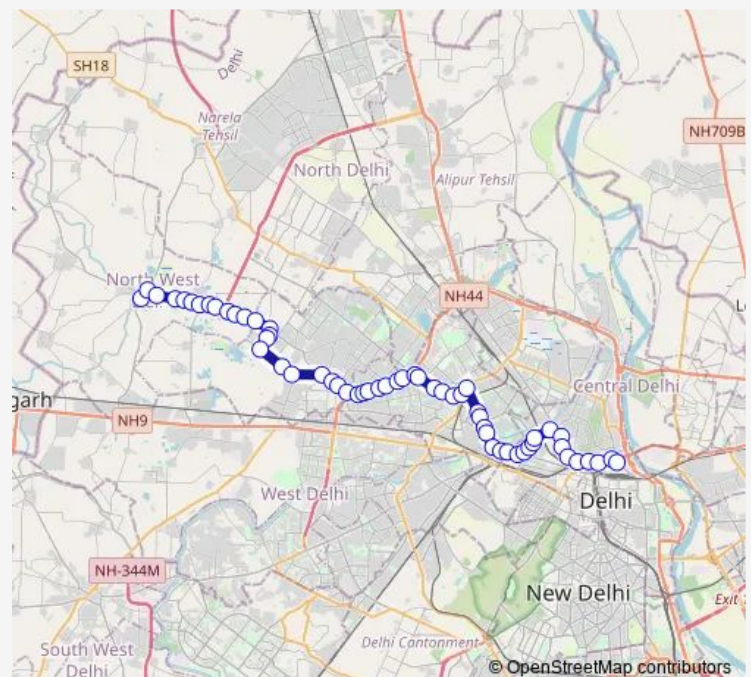 SH18
Delhi
Narela
Tehsil
NH709B
North Delhi
Alipur Tehsil
North West
NH44
Central Delhi
garh
NH9
West Delhi
Delhi
NH-344M
New Delhi
Exit 1
Delhi Cantonment
South West
Delhi
© OpenStreetMap contributors